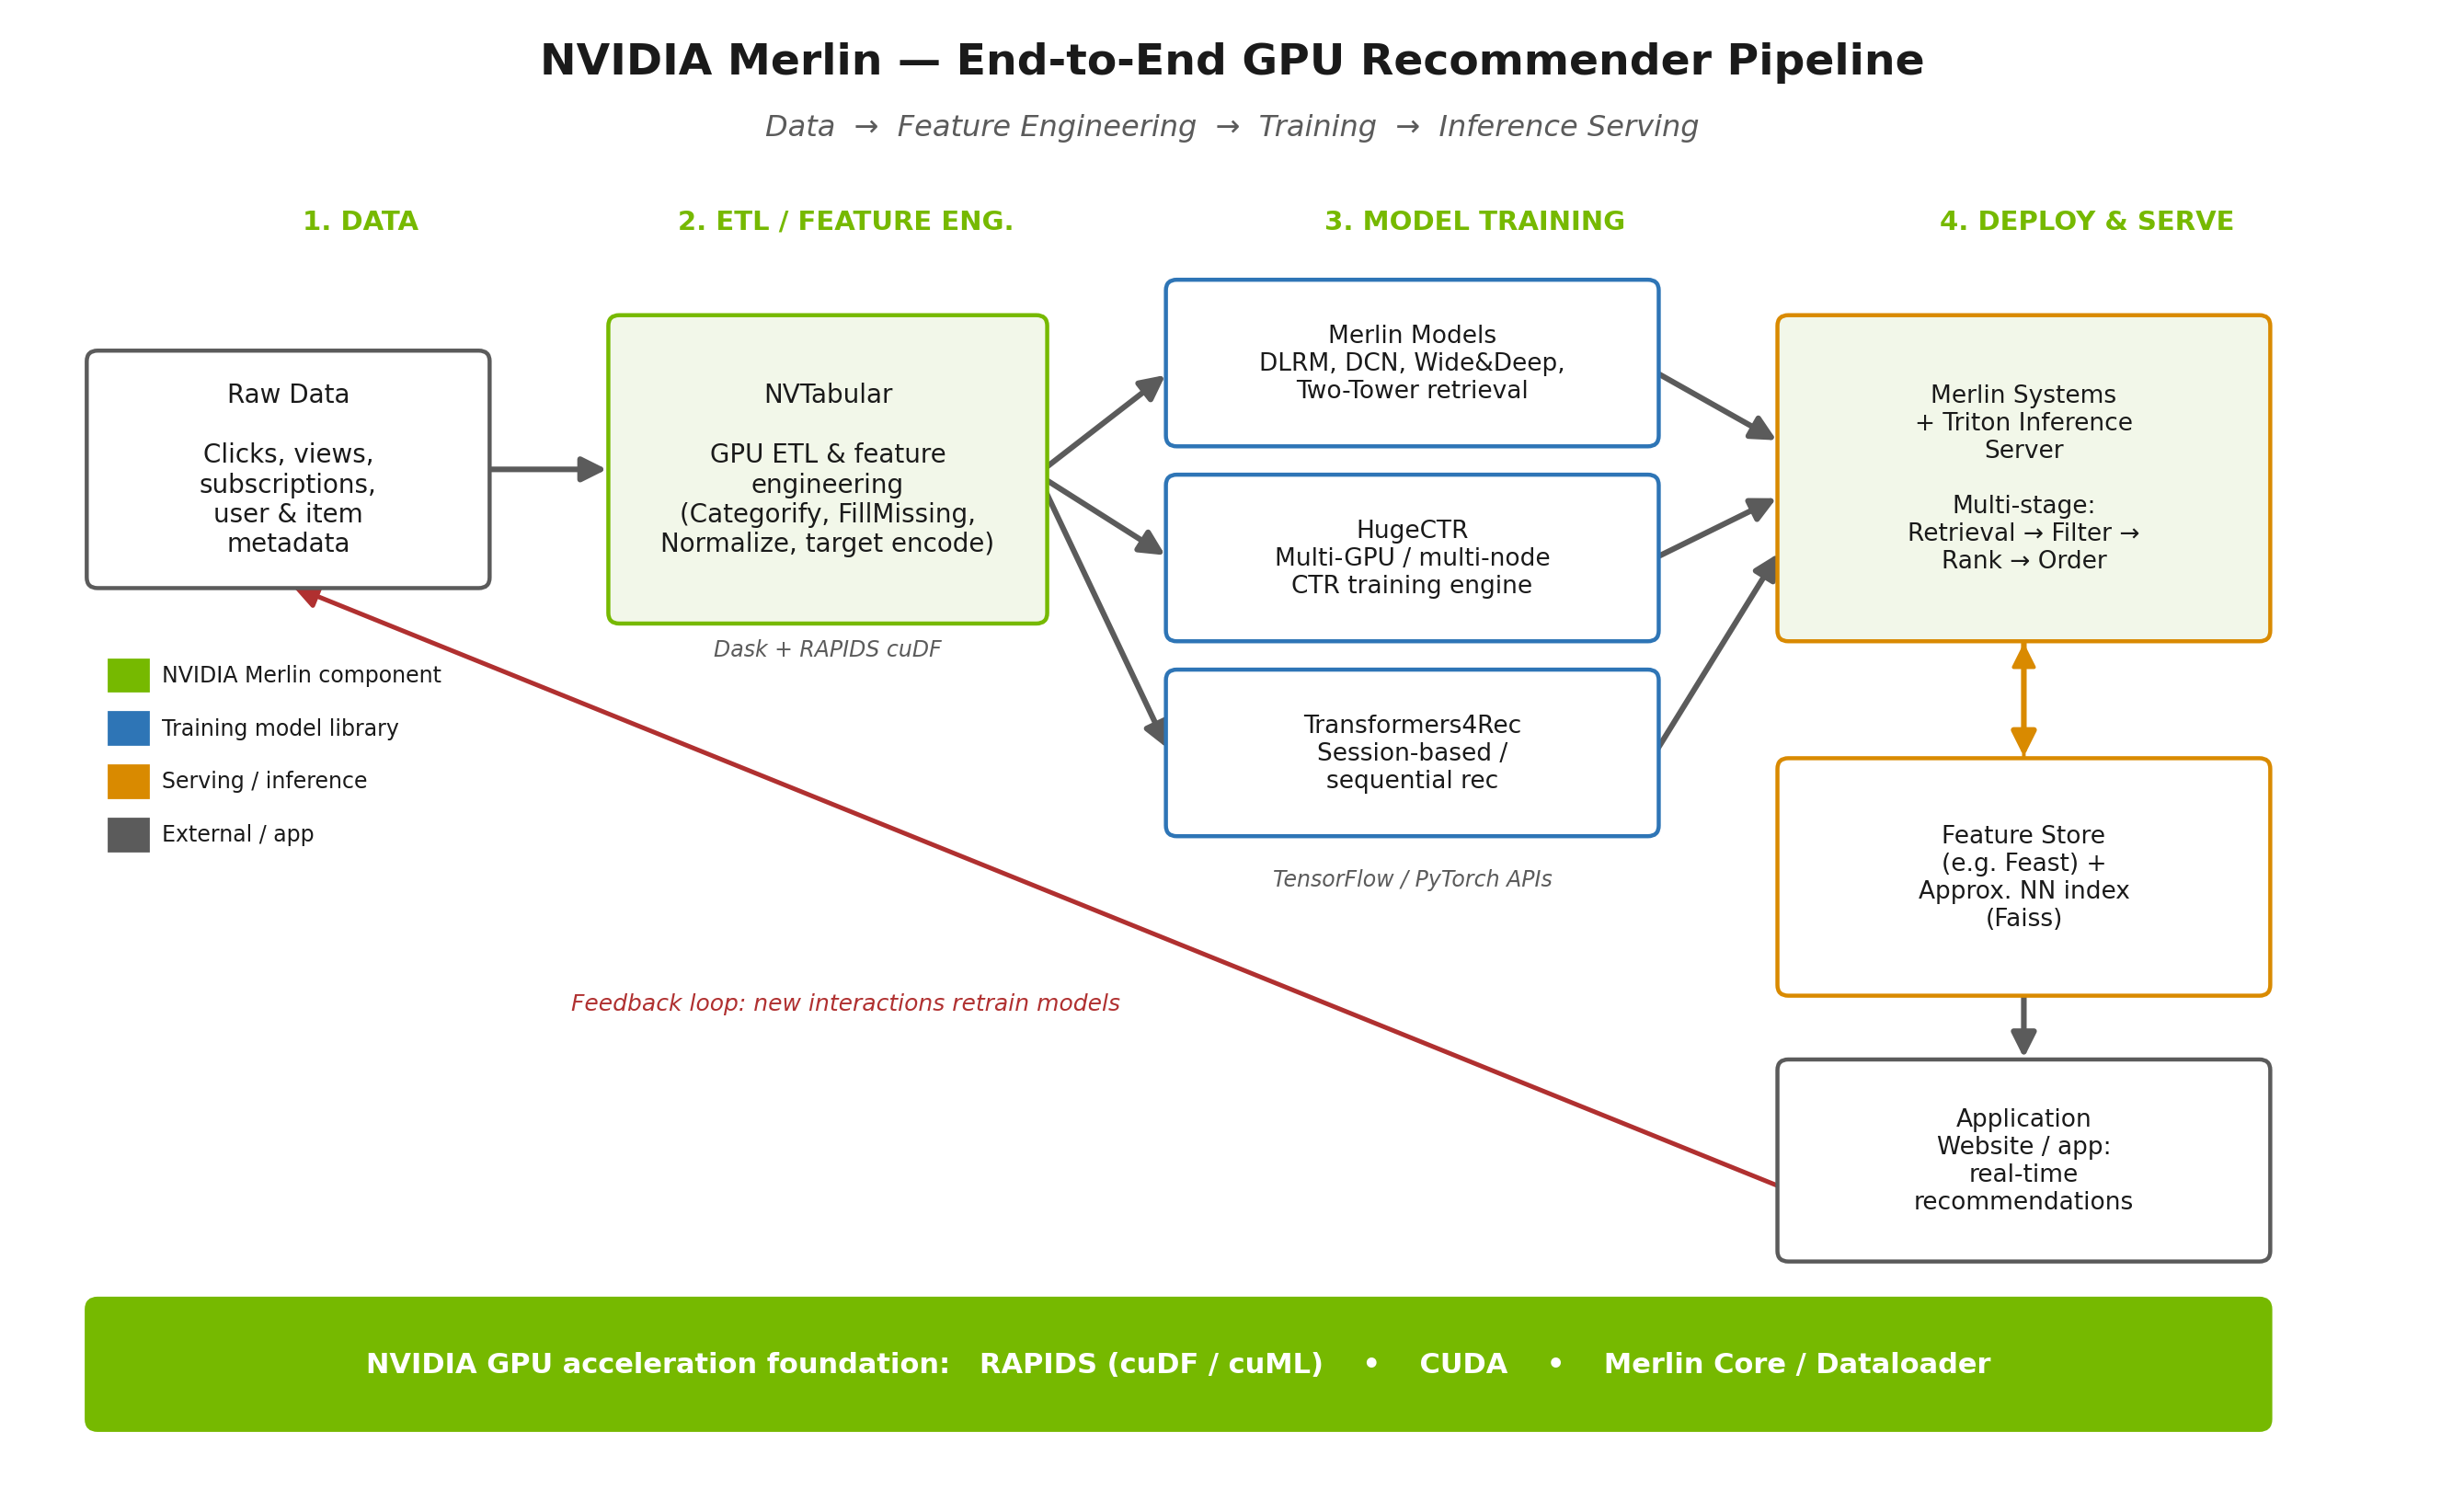 NVIDIA Merlin — End-to-End GPU Recommender Pipeline
Data → Feature Engineering → Training → Inference Serving
1. DATA
2. ETL / FEATURE ENG.
3. MODEL TRAINING
4. DEPLOY & SERVE
Raw Data
Clicks, views,
subscriptions,
user & item
metadata
NVTabular
GPU ETL & feature
engineering
(Categorify, FillMissing,
Normalize, target encode)
Dask + RAPIDS cuDF
Merlin Models
DLRM, DCN, Wide&Deep,
Two-Tower retrieval
HugeCTR
Multi-GPU / multi-node
CTR training engine
Transformers4Rec
Session-based /
sequential rec
TensorFlow / PyTorch APIs
Merlin Systems
+ Triton Inference
Server
Multi-stage:
Retrieval → Filter →
Rank → Order
Feature Store
(e.g. Feast) +
Approx. NN index
(Faiss)
Application
Website / app:
real-time
recommendations
NVIDIA Merlin component
Training model library
Serving / inference
External / app
Feedback loop: new interactions retrain models
NVIDIA GPU acceleration foundation: RAPIDS (cuDF / cuML) • CUDA • Merlin Core / Dataloader